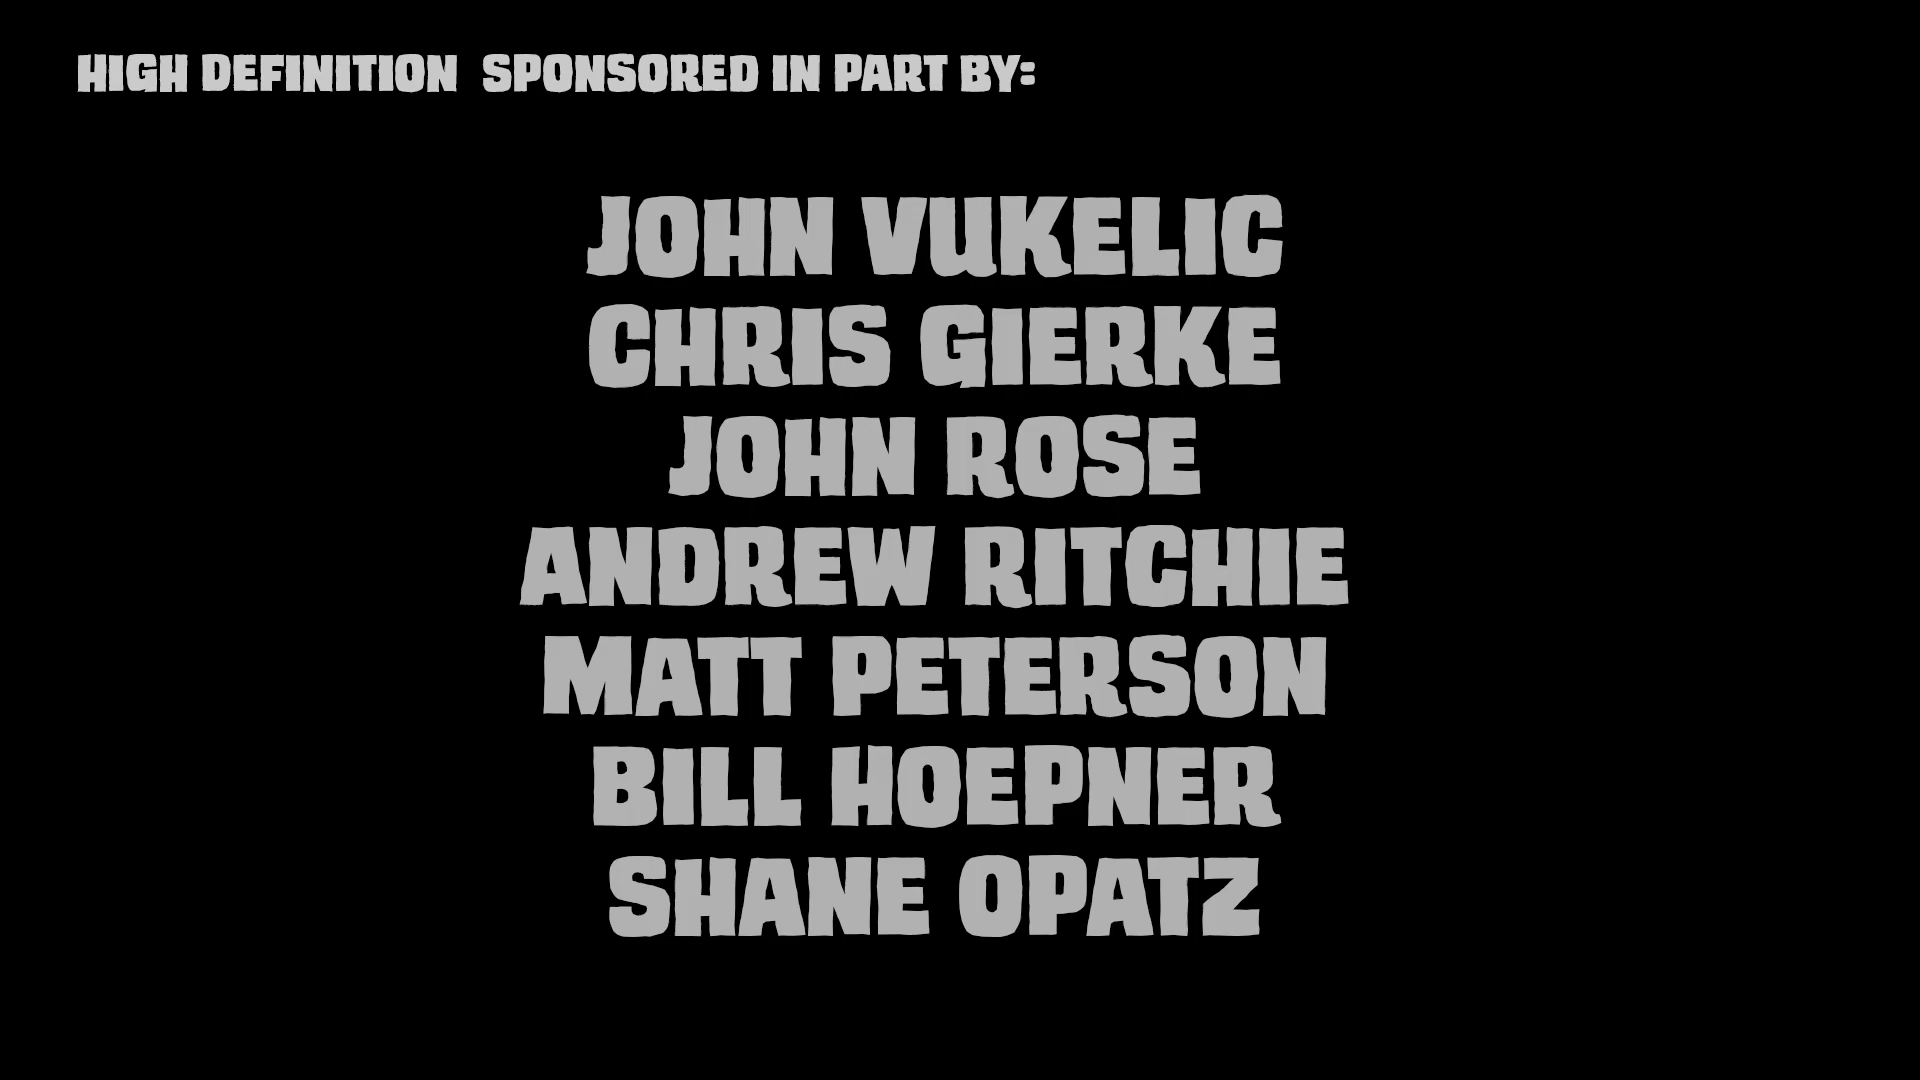 HIGH DEFINITION  SPONSORED IN PART BY:
JOHN VUKELIC
CHRIS GIERKE
JOHN ROSE
ANDREW RITCHIE
MATT PETERSON
BILL HOEPNER
SHANE OPATZ